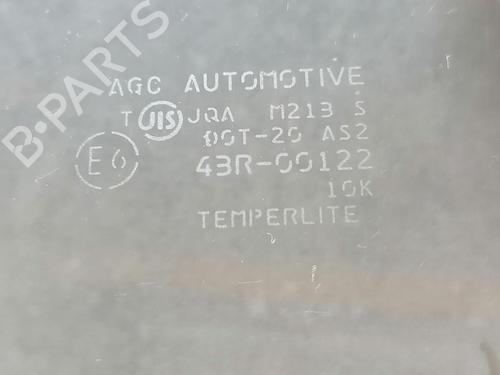 B-PARTS
AGC AUTOMOTIVE
T JIS JQA M213 S
DOT-20 AS2
E6 43R-00122
10K
TEMPERLITE